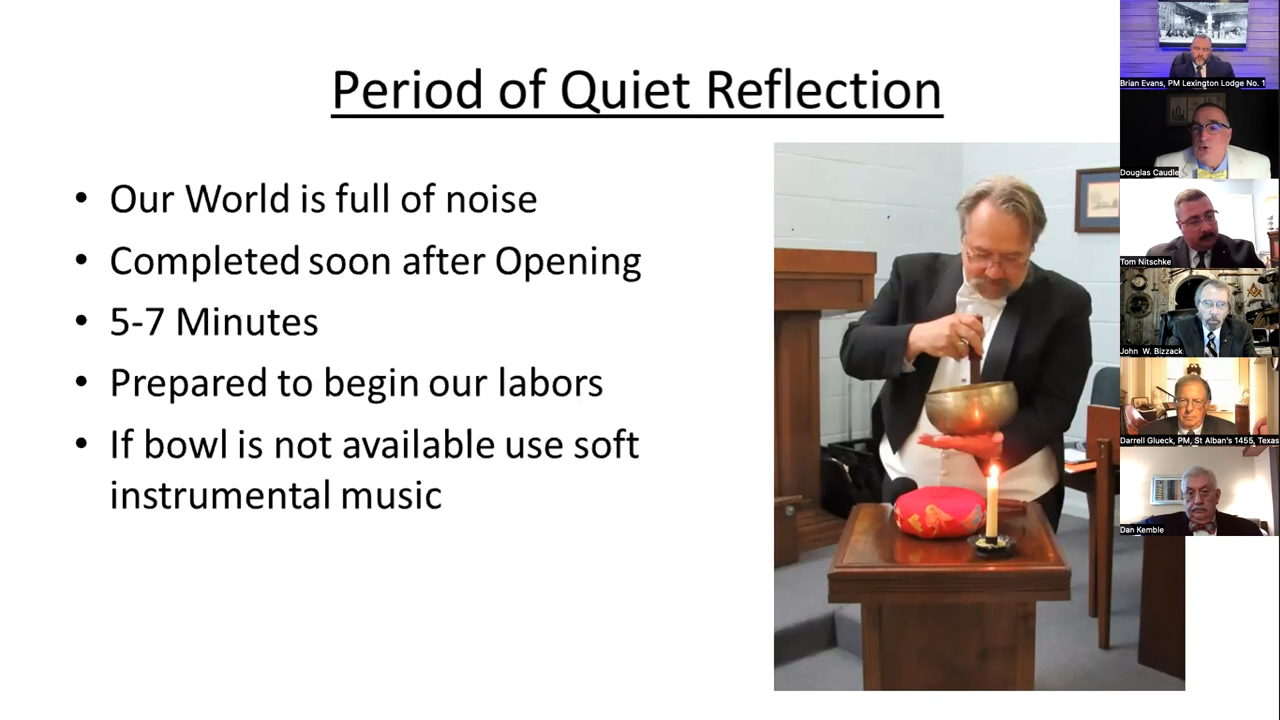 Period of Quiet Reflection
• Our World is full of noise
• Completed soon after Opening
• 5-7 Minutes
• Prepared to begin our labors
• If bowl is not available use soft
instrumental music
Brian Evans, PM Lexington Lodge No. 1
Douglas Caudle
Tom Nitschke
John W. Bizzack
Darrell Glueck, PM, St Alban's 1455, Texas
Dan Kemble